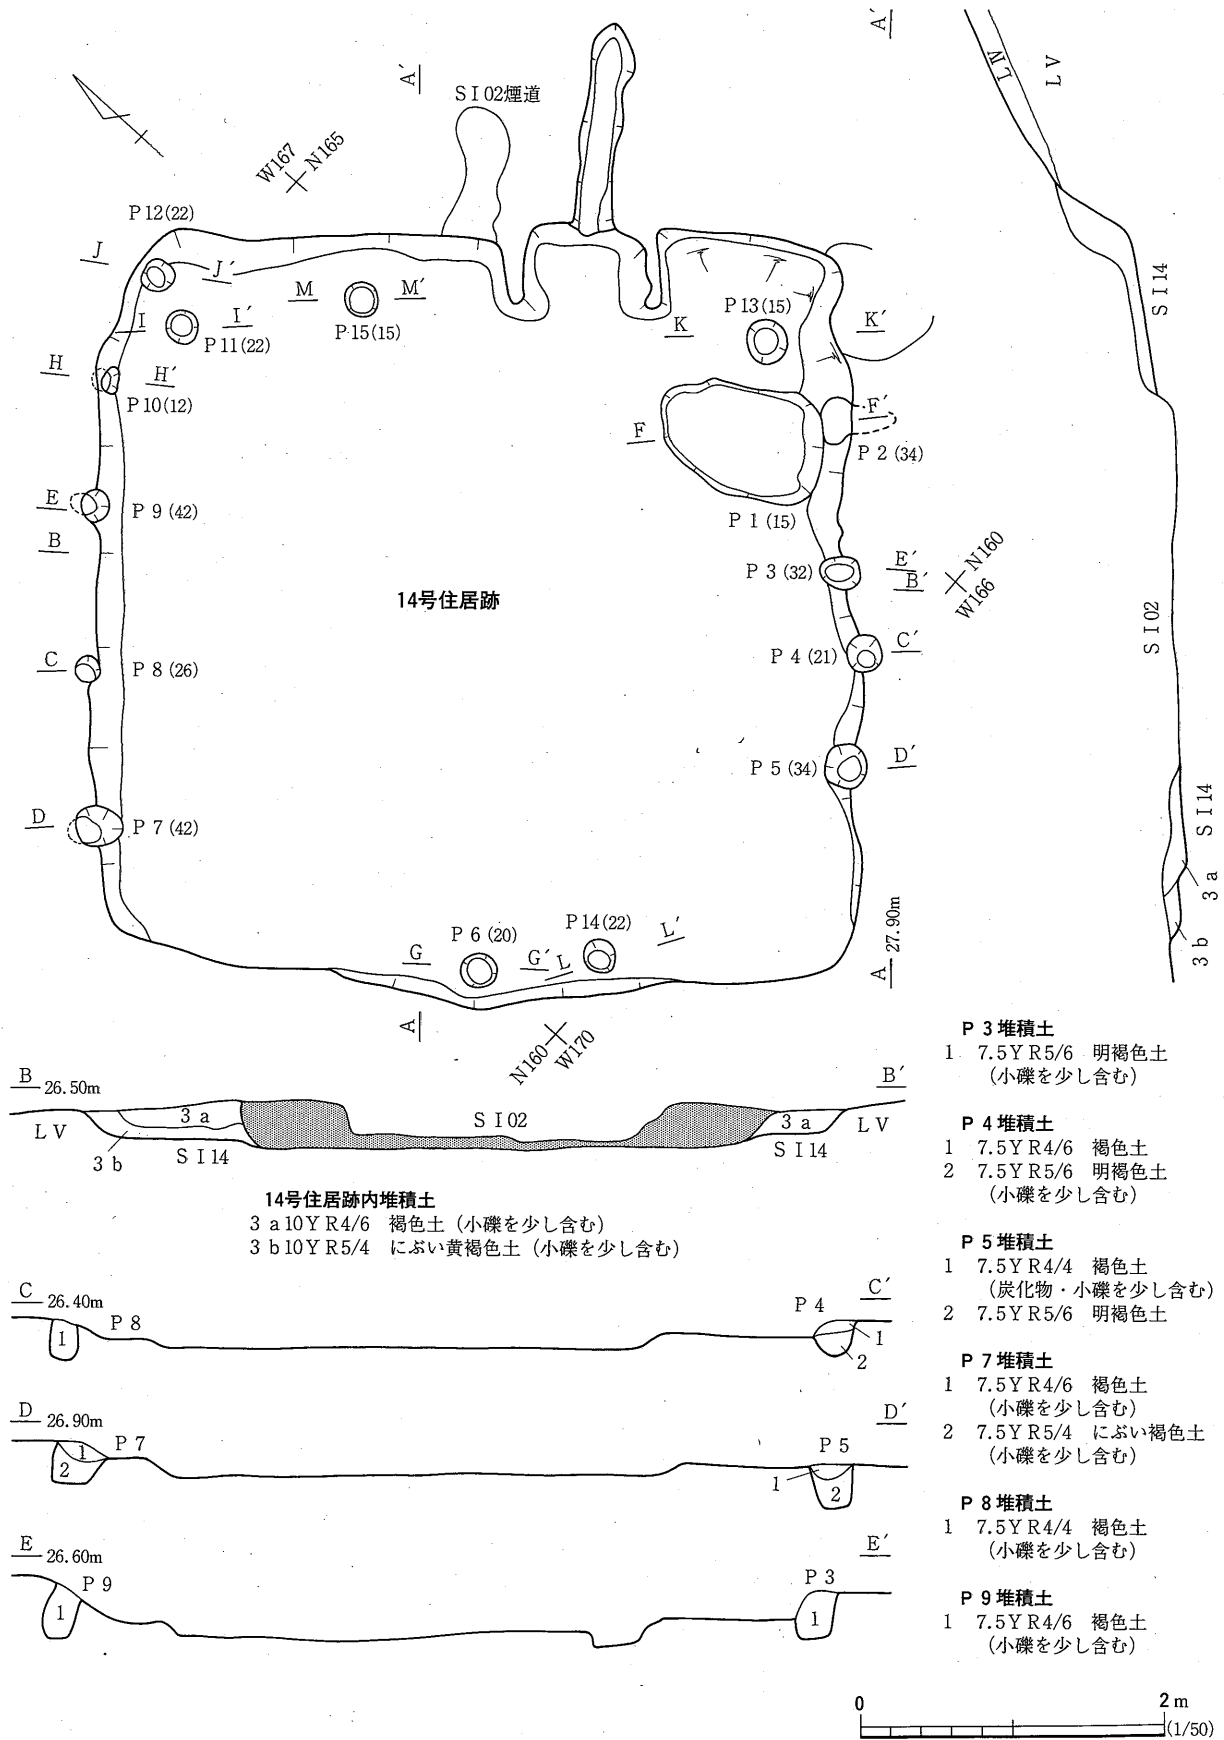 A′
A′
LⅣ
LⅤ
SI02煙道
W167
N165
P12(22)
J
J′
M
M′
SI14
I
I′
P11(22)
P15(15)
P13(15)
K
K′
H
H′
P10(12)
F
F′
P2(34)
E
P9(42)
P1(15)
B
P3(32)
E′
B′
N160
W166
14号住居跡
SI02
C
P8(26)
P4(21)
C′
P5(34)
D′
D
P7(42)
SI14
3a
3b
P6(20)
P14(22)
G
G′
L
L′
A 27.90m
A
N160
W170
B 26.50m
B′
3a
SI02
3a
LⅤ
LⅤ
3b
SI14
SI14
14号住居跡内堆積土
3a10YR4/6 褐色土(小礫を少し含む)
3b10YR5/4 にぶい黄褐色土(小礫を少し含む)
C 26.40m
C′
P8
P4
1
1
2
D 26.90m
D′
P7
P5
1
2
1
2
E 26.60m
E′
P9
P3
1
1
P3堆積土
1 7.5YR5/6 明褐色土
(小礫を少し含む)
P4堆積土
1 7.5YR4/6 褐色土
2 7.5YR5/6 明褐色土
(小礫を少し含む)
P5堆積土
1 7.5YR4/4 褐色土
(炭化物・小礫を少し含む)
2 7.5YR5/6 明褐色土
P7堆積土
1 7.5YR4/6 褐色土
(小礫を少し含む)
2 7.5YR5/4 にぶい褐色土
(小礫を少し含む)
P8堆積土
1 7.5YR4/4 褐色土
(小礫を少し含む)
P9堆積土
1 7.5YR4/6 褐色土
(小礫を少し含む)
0 2m
(1/50)